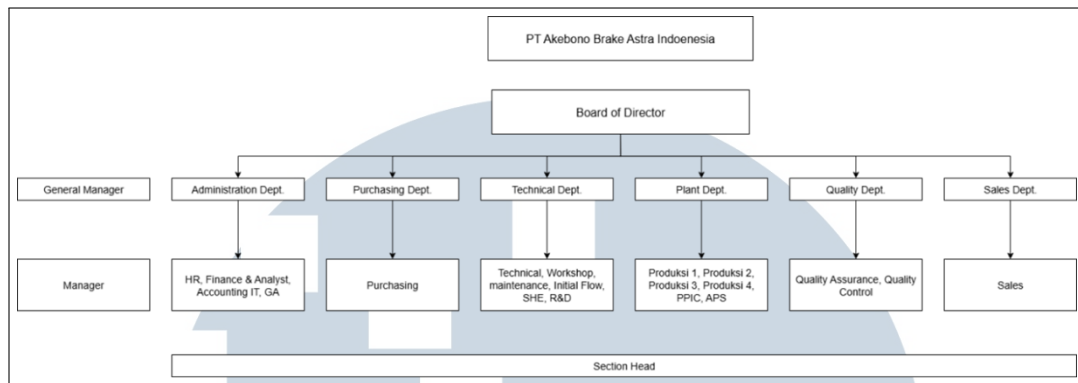 PT Akebono Brake Astra Indoenesia
Board of Director
General Manager
Administration Dept.
Purchasing Dept.
Technical Dept.
Plant Dept.
Quality Dept.
Sales Dept.
Manager
HR, Finance & Analyst,
Accounting IT, GA
Purchasing
Technical, Workshop,
maintenance, Initial Flow,
SHE, R&D
Produksi 1, Produksi 2,
Produksi 3, Produksi 4,
PPIC, APS
Quality Assurance, Quality
Control
Sales
Section Head